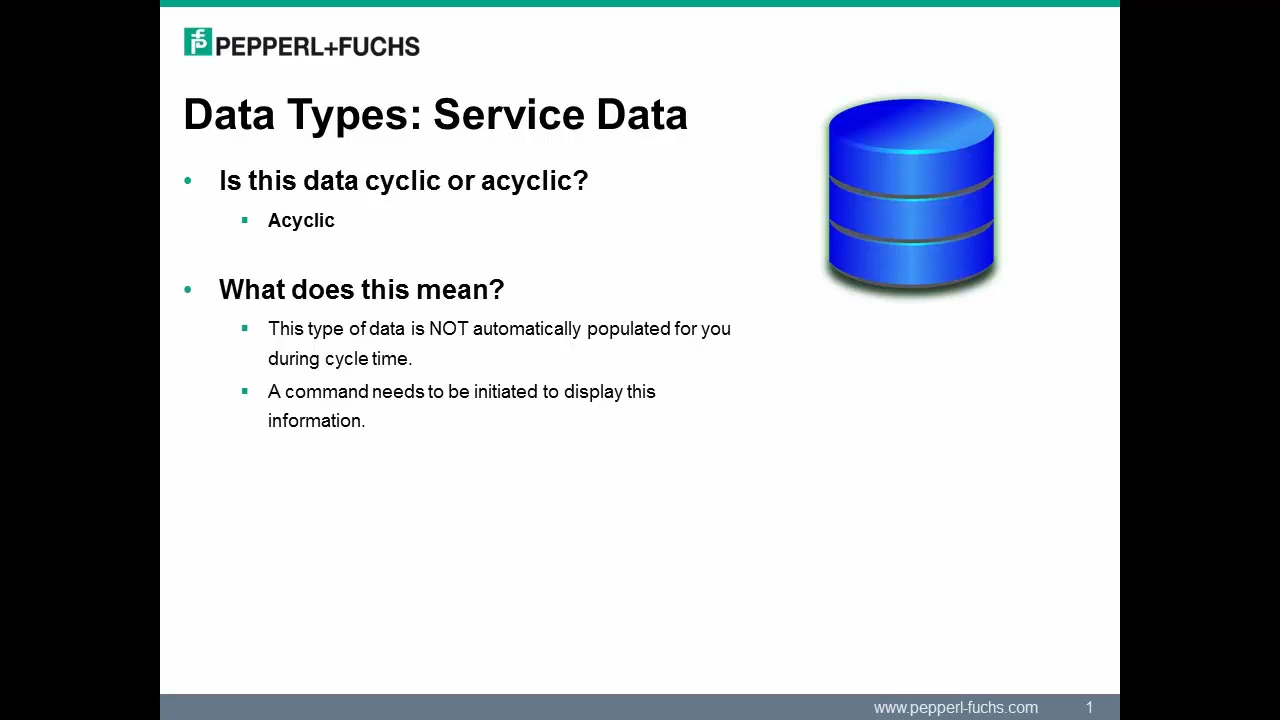 PEPPERL+FUCHS
Data Types: Service Data
• Is this data cyclic or acyclic?
▪ Acyclic
• What does this mean?
▪ This type of data is NOT automatically populated for you
during cycle time.
▪ A command needs to be initiated to display this
information.
www.pepperl-fuchs.com 1